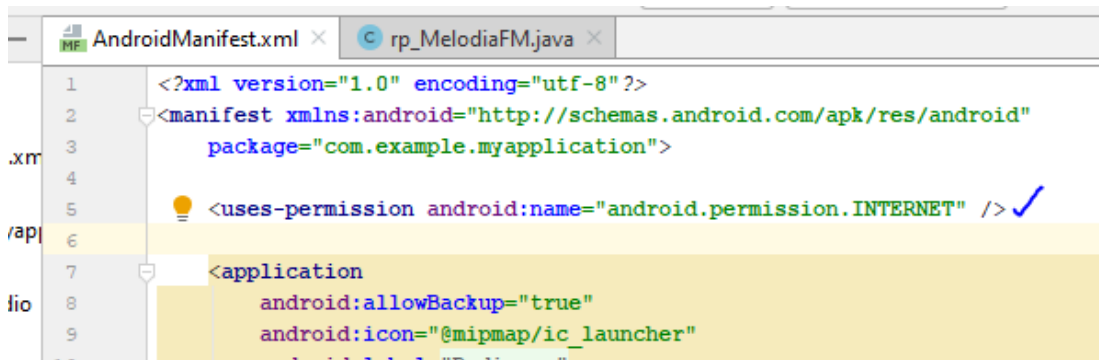 AndroidManifest.xml
rp_MelodiaFM.java
1 <?xml version="1.0" encoding="utf-8"?>
2 <manifest xmlns:android="http://schemas.android.com/apk/res/android"
.xm
3 package="com.example.myapplication">
4
5 <uses-permission android:name="android.permission.INTERNET" />
6
7 <application
dio 8 android:allowBackup="true"
9 android:icon="@mipmap/ic_launcher"